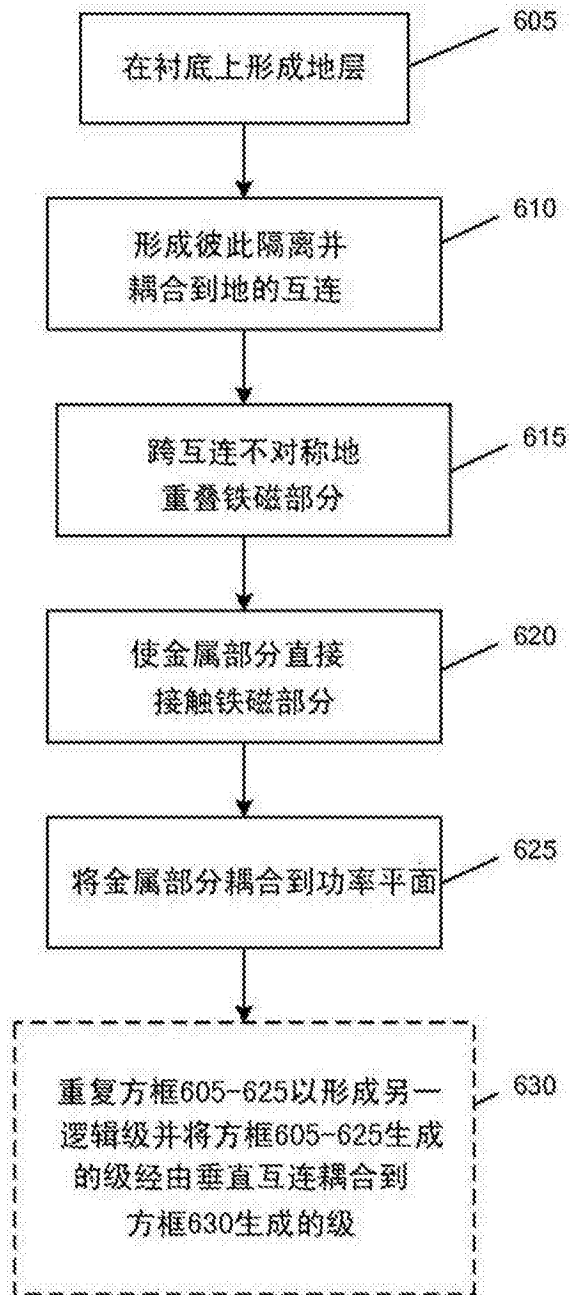 605
在衬底上形成地层
610
形成彼此隔离并
耦合到地的互连
615
跨互连不对称地
重叠铁磁部分
620
使金属部分直接
接触铁磁部分
625
将金属部分耦合到功率平面
630
重复方框605-625以形成另一
逻辑级并将方框605-625生成
的级经由垂直互连耦合到
方框630生成的级